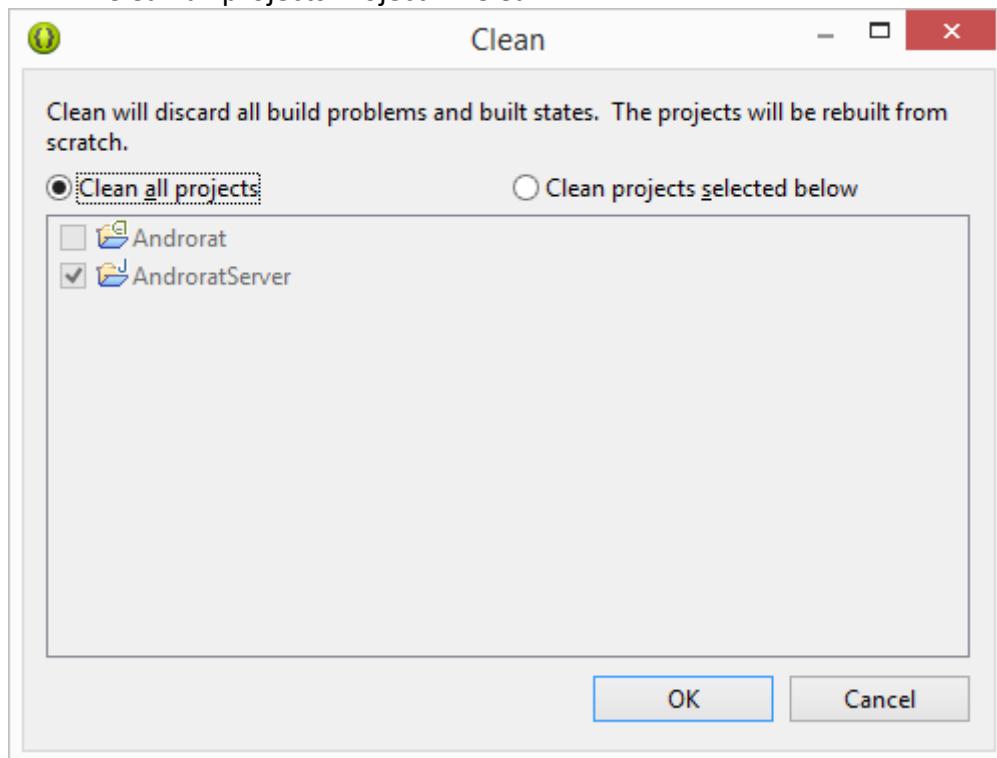 Clean
Clean will discard all build problems and built states. The projects will be rebuilt from
scratch.
Clean all projects
Clean projects selected below
Androrat
AndroratServer
OK
Cancel